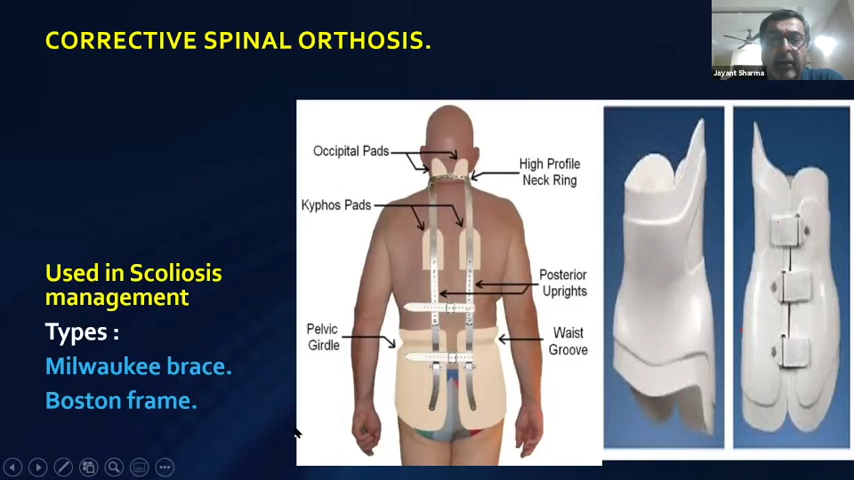 CORRECTIVE SPINAL ORTHOSIS.
Jayant Sharma
Used in Scoliosis
management
Types :
Milwaukee brace.
Boston frame.
Occipital Pads
High Profile
Neck Ring
Kyphos Pads
Posterior
Uprights
Pelvic
Girdle
Waist
Groove